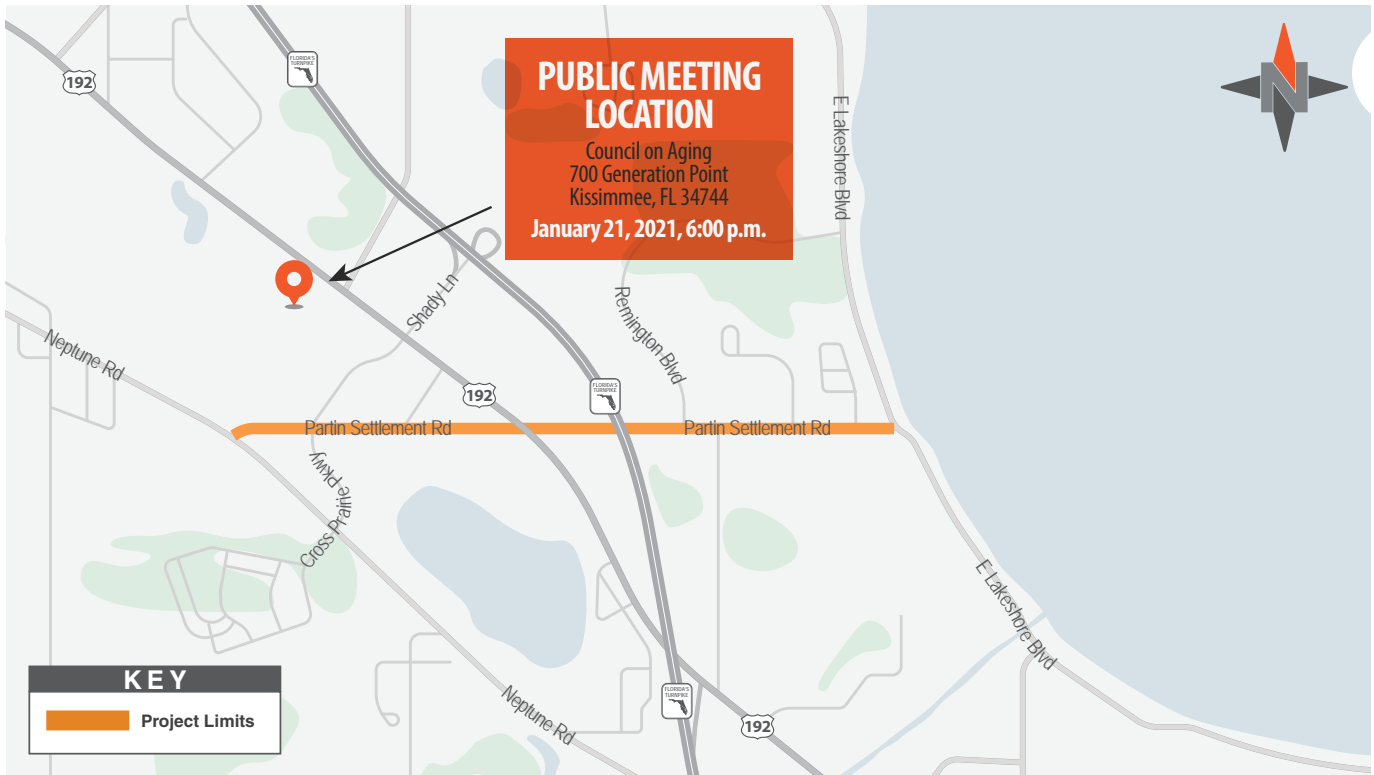 192
FLORIDA'S
TURNPIKE
PUBLIC MEETING
LOCATION
Council on Aging
700 Generation Point
Kissimmee, FL 34744
January 21, 2021, 6:00 p.m.
N
E Lakeshore Blvd
Shady Ln
Remington Blvd
Neptune Rd
192
FLORIDA'S
TURNPIKE
Partin Settlement Rd
Partin Settlement Rd
Cross Prairie Pkwy
E Lakeshore Blvd
KEY
Project Limits
Neptune Rd
FLORIDA'S
TURNPIKE
192